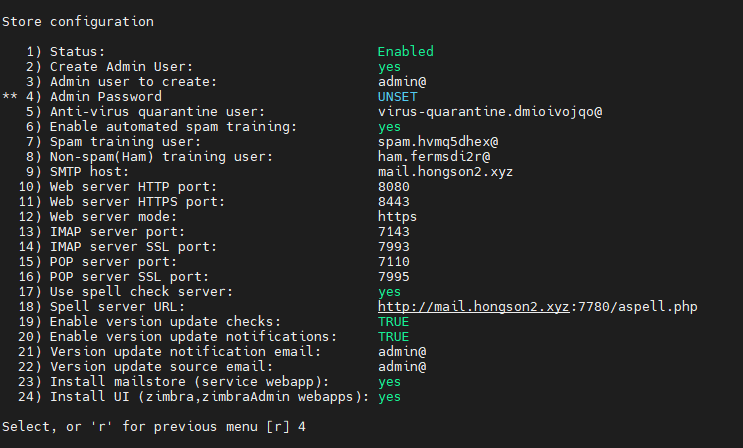 Store configuration
1) Status: Enabled
2) Create Admin User: yes
3) Admin user to create: admin@
** 4) Admin Password UNSET
5) Anti-virus quarantine user: virus-quarantine.dmioivojqo@
6) Enable automated spam training: yes
7) Spam training user: spam.hvmq5dhex@
8) Non-spam(Ham) training user: ham.fermsdi2r@
9) SMTP host: mail.hongson2.xyz
10) Web server HTTP port: 8080
11) Web server HTTPS port: 8443
12) Web server mode: https
13) IMAP server port: 7143
14) IMAP server SSL port: 7993
15) POP server port: 7110
16) POP server SSL port: 7995
17) Use spell check server: yes
18) Spell server URL: http://mail.hongson2.xyz:7780/aspell.php
19) Enable version update checks: TRUE
20) Enable version update notifications: TRUE
21) Version update notification email: admin@
22) Version update source email: admin@
23) Install mailstore (service webapp): yes
24) Install UI (zimbra,zimbraAdmin webapps): yes
Select, or 'r' for previous menu [r] 4